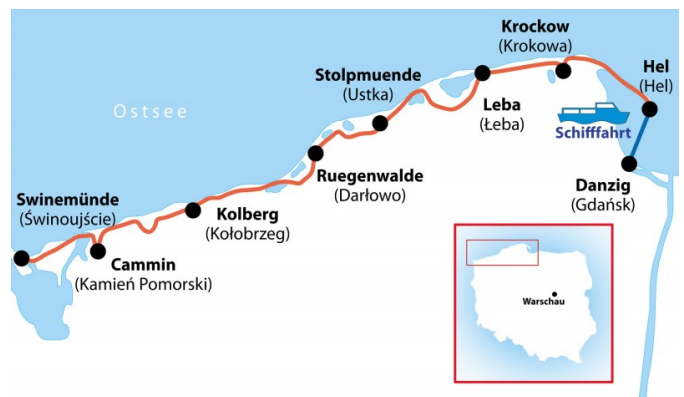 Krockow
(Krokowa)
Hel
(Hel)
Stolpmuende
(Ustka)
Ostsee
Leba
(Łeba)
Schifffahrt
Ruegenwalde
(Darłowo)
Danzig
(Gdańsk)
Swinemünde
(Świnoujście)
Kolberg
(Kołobrzeg)
Cammin
(Kamień Pomorski)
Warschau